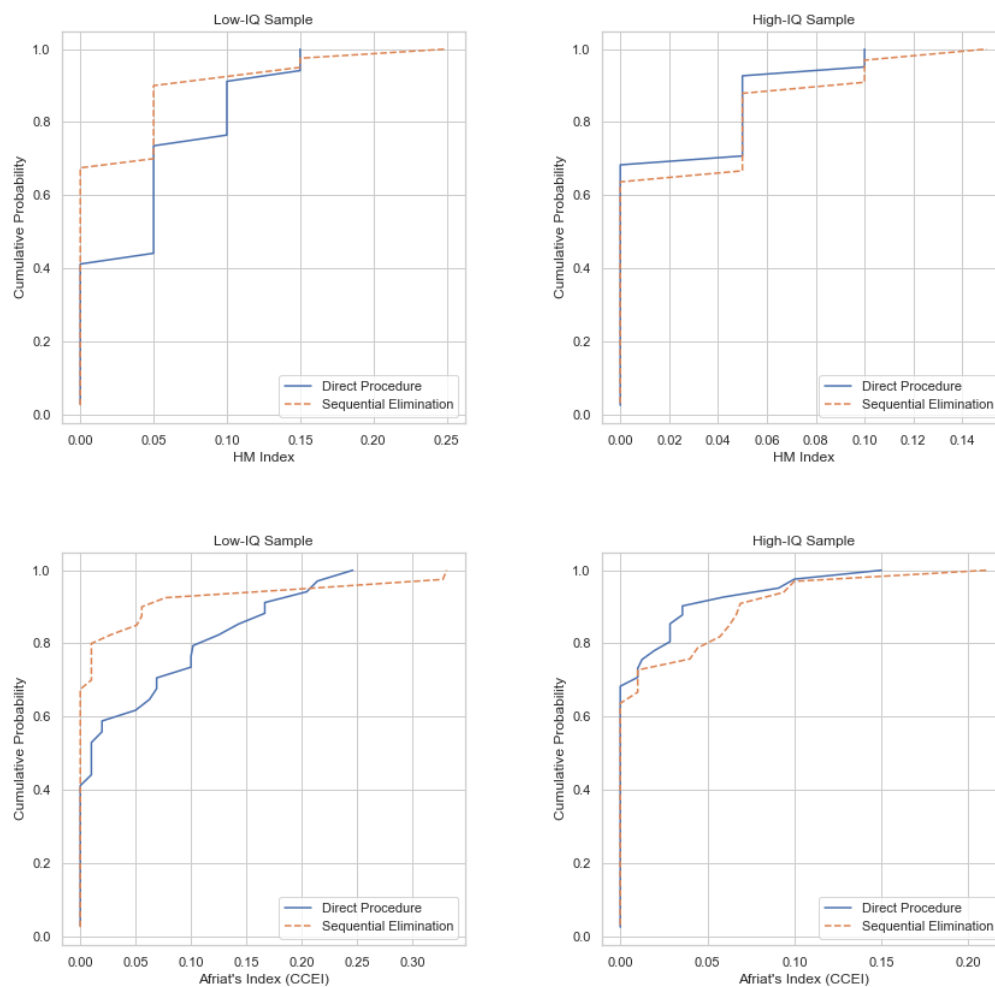 Low-IQ Sample
1.0
0.8
0.6
0.4
0.2
0.0
Cumulative Probability
Direct Procedure
Sequential Elimination
0.00 0.05 0.10 0.15 0.20 0.25
HM Index
High-IQ Sample
1.0
0.8
0.6
0.4
0.2
0.0
Cumulative Probability
Direct Procedure
Sequential Elimination
0.00 0.02 0.04 0.06 0.08 0.10 0.12 0.14
HM Index
Low-IQ Sample
1.0
0.8
0.6
0.4
0.2
0.0
Cumulative Probability
Direct Procedure
Sequential Elimination
0.00 0.05 0.10 0.15 0.20 0.25 0.30
Afriat's Index (CCEI)
High-IQ Sample
1.0
0.8
0.6
0.4
0.2
0.0
Cumulative Probability
Direct Procedure
Sequential Elimination
0.00 0.05 0.10 0.15 0.20
Afriat's Index (CCEI)